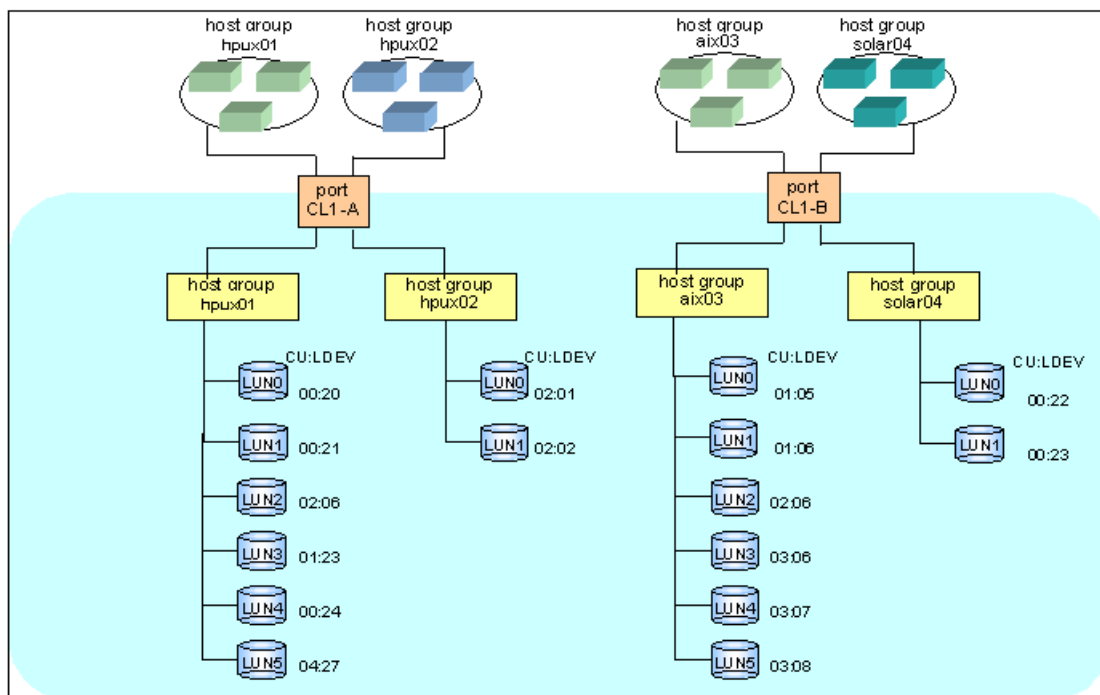 host group
hpux01
host group
hpux02
host group
aix03
host group
solar04
port
CL1-A
port
CL1-B
host group
hpux01
host group
hpux02
host group
aix03
host group
solar04
CU:LDEV
LUN0 00:20
LUN1 00:21
LUN2 02:06
LUN3 01:23
LUN4 00:24
LUN5 04:27
CU:LDEV
LUN0 02:01
LUN1 02:02
CU:LDEV
LUN0 01:05
LUN1 01:06
LUN2 02:06
LUN3 03:06
LUN4 03:07
LUN5 03:08
CU:LDEV
LUN0 00:22
LUN1 00:23